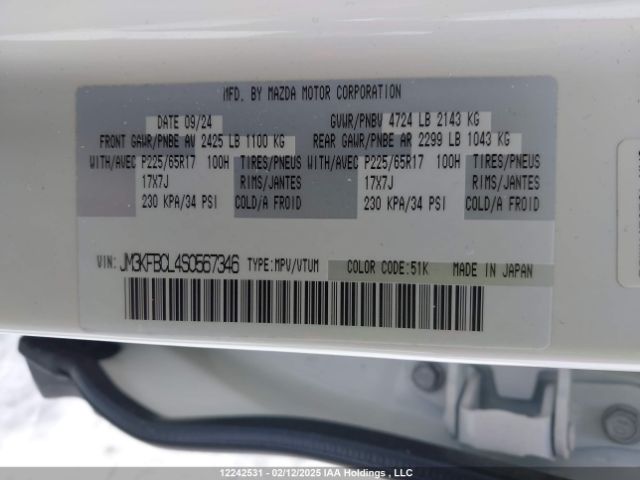 MFD. BY MAZDA MOTOR CORPORATION
DATE 09/24 GVWR/PNBV 4724 LB 2143 KG
FRONT GAWR/PNBE AV 2425 LB 1100 KG REAR GAWR/PNBE AR 2299 LB 1043 KG
WITH/AVEC P225/65R17 100H TIRES/PNEUS WITH/AVEC P225/65R17 100H TIRES/PNEUS
17X7J RIMS/JANTES 17X7J RIMS/JANTES
230 KPA/34 PSI COLD/A FROID 230 KPA/34 PSI COLD/A FROID
VIN: JM3KFBCL4S0567346 TYPE:MPV/VTUM COLOR CODE:51K MADE IN JAPAN
12242531 - 02/12/2025 IAA Holdings , LLC